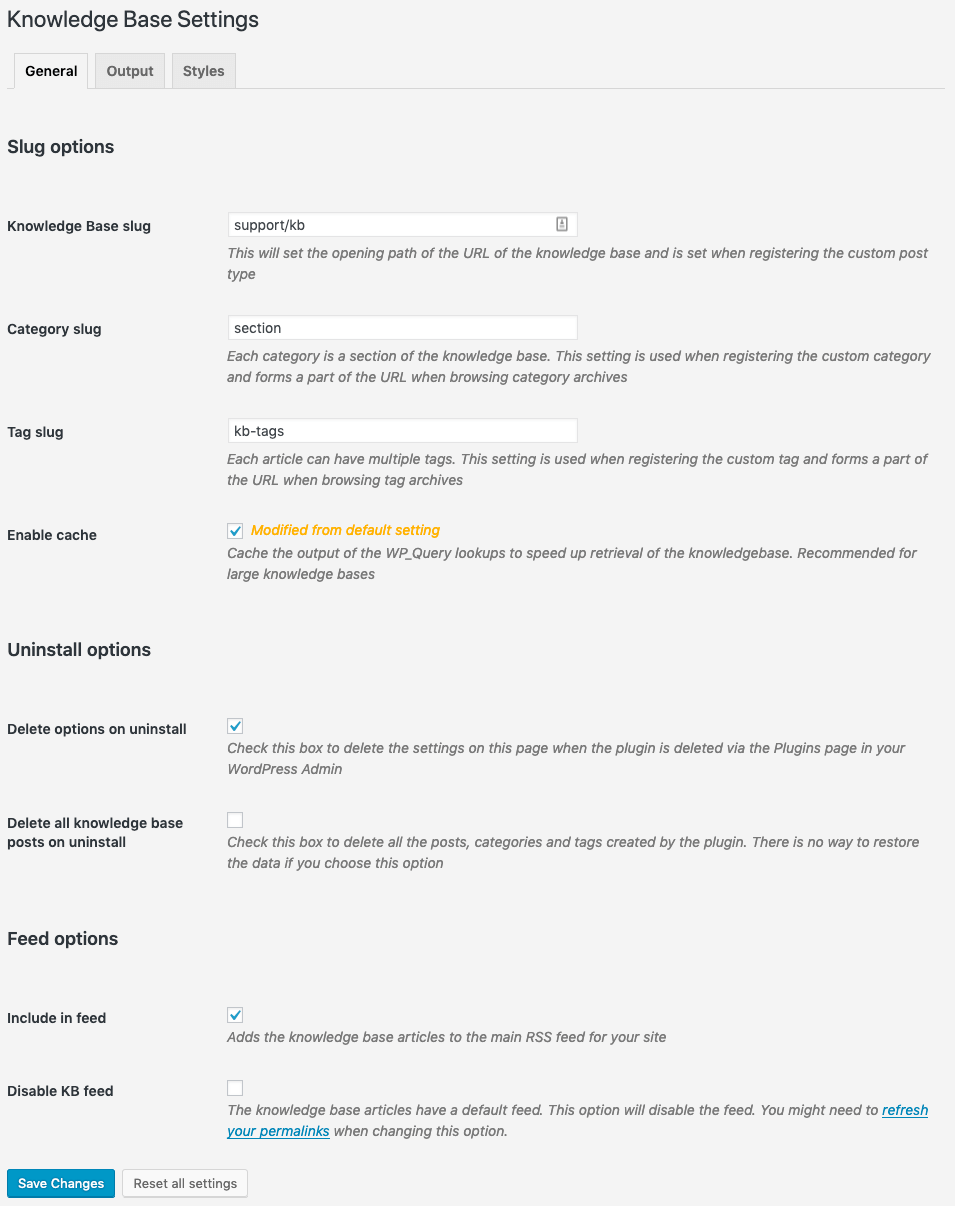 Knowledge Base Settings
General
Output
Styles
Slug options
Knowledge Base slug
support/kb
This will set the opening path of the URL of the knowledge base and is set when registering the custom post
type
Category slug
section
Each category is a section of the knowledge base. This setting is used when registering the custom category
and forms a part of the URL when browsing category archives
Tag slug
kb-tags
Each article can have multiple tags. This setting is used when registering the custom tag and forms a part of
the URL when browsing tag archives
Enable cache
Modified from default setting
Cache the output of the WP_Query lookups to speed up retrieval of the knowledgebase. Recommended for
large knowledge bases
Uninstall options
Delete options on uninstall
Check this box to delete the settings on this page when the plugin is deleted via the Plugins page in your
WordPress Admin
Delete all knowledge base
posts on uninstall
Check this box to delete all the posts, categories and tags created by the plugin. There is no way to restore
the data if you choose this option
Feed options
Include in feed
Adds the knowledge base articles to the main RSS feed for your site
Disable KB feed
The knowledge base articles have a default feed. This option will disable the feed. You might need to refresh
your permalinks when changing this option.
Save Changes
Reset all settings